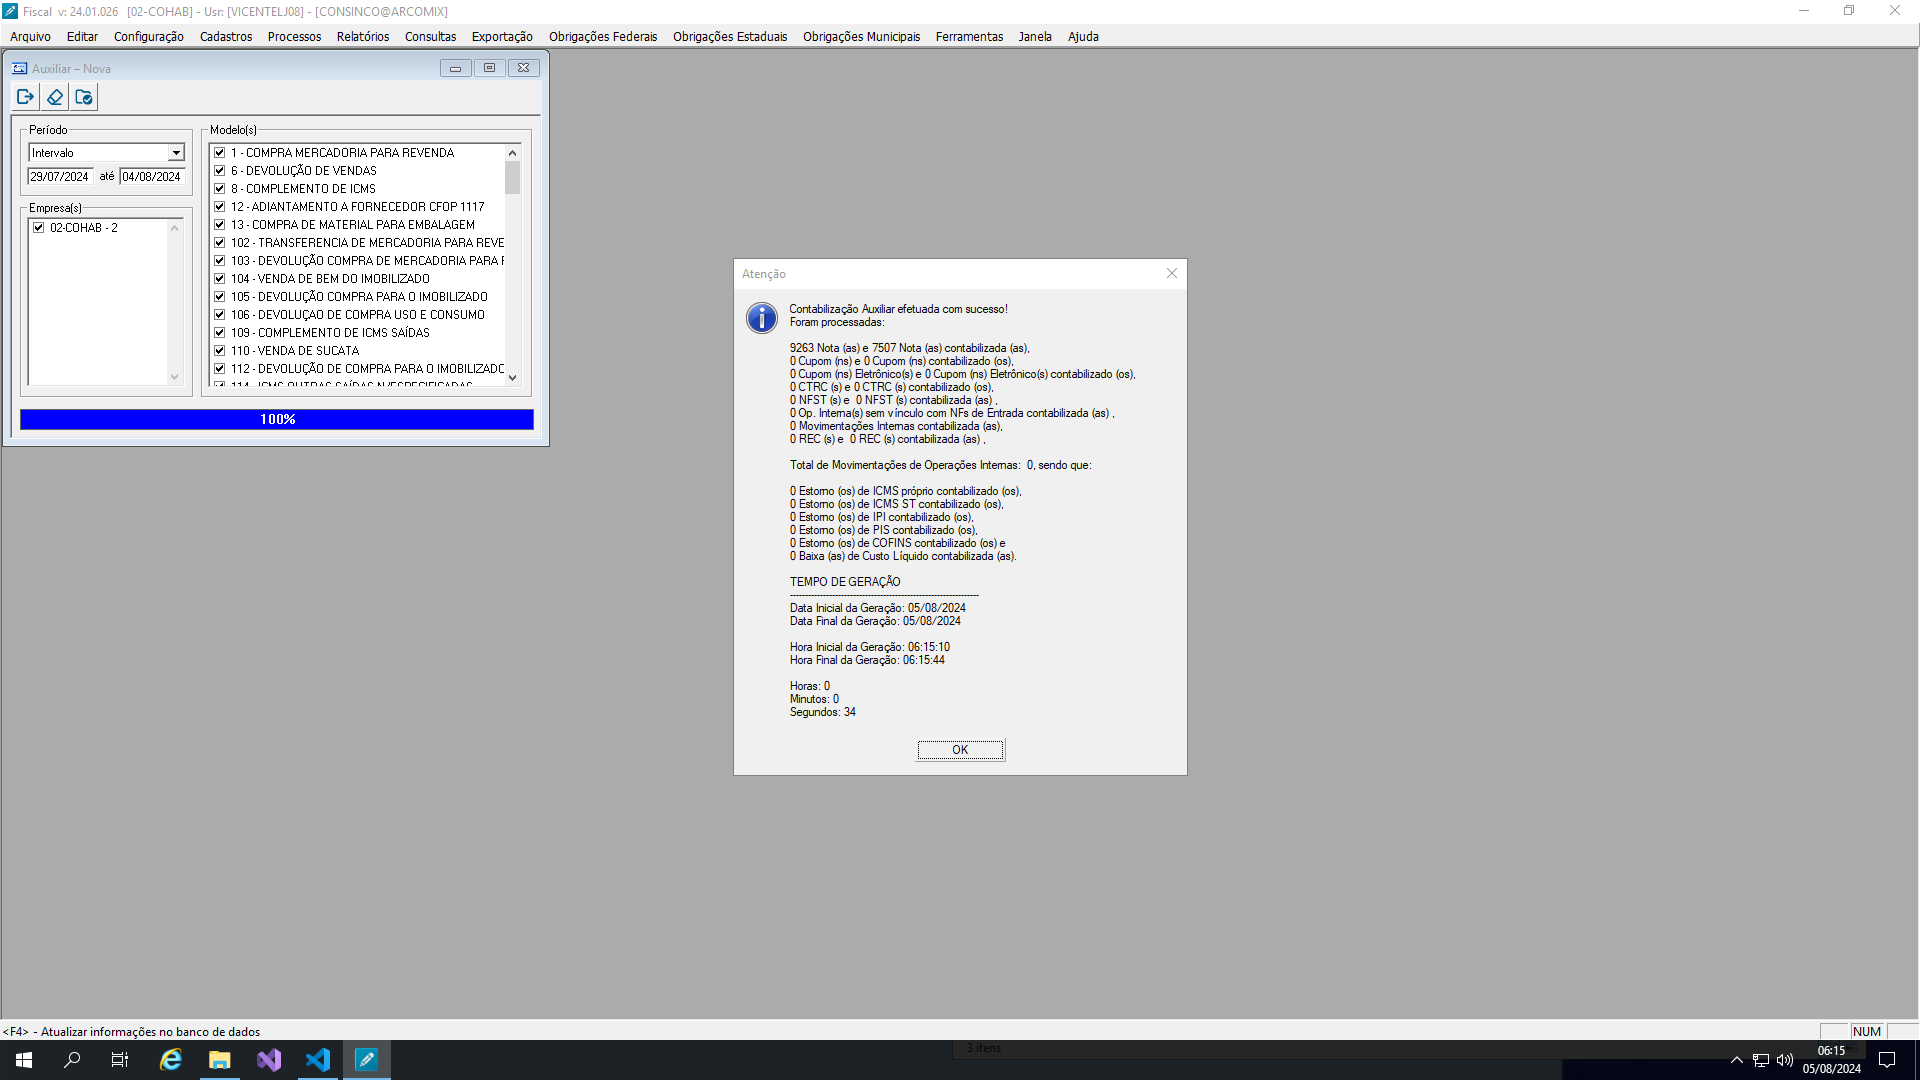 Fiscal v: 24.01.026 [02-COHAB] - Usr: [VICENTELJ08] - [CONSINCO@ARCOMIX]
Arquivo Editar Configuração Cadastros Processos Relatórios Consultas Exportação Obrigações Federais Obrigações Estaduais Obrigações Municipais Ferramentas Janela Ajuda
Auxiliar – Nova
Período
Intervalo
29/07/2024 até 04/08/2024
Empresa(s)
02-COHAB - 2
Modelo(s)
1 - COMPRA MERCADORIA PARA REVENDA
6 - DEVOLUÇÃO DE VENDAS
8 - COMPLEMENTO DE ICMS
12 - ADIANTAMENTO A FORNECEDOR CFOP 1117
13 - COMPRA DE MATERIAL PARA EMBALAGEM
102 - TRANSFERENCIA DE MERCADORIA PARA REVE
103 - DEVOLUÇÃO COMPRA DE MERCADORIA PARA
104 - VENDA DE BEM DO IMOBILIZADO
105 - DEVOLUÇÃO COMPRA PARA O IMOBILIZADO
106 - DEVOLUÇAO DE COMPRA USO E CONSUMO
109 - COMPLEMENTO DE ICMS SAÍDAS
110 - VENDA DE SUCATA
112 - DEVOLUÇÃO DE COMPRA PARA O IMOBILIZADO
114 - ICMS OUTRAS SAÍDAS N/ESPECIFICADAS
100%
Atenção
Contabilização Auxiliar efetuada com sucesso!
Foram processadas:
9263 Nota (as) e 7507 Nota (as) contabilizada (as),
0 Cupom (ns) e 0 Cupom (ns) contabilizado (os),
0 Cupom (ns) Eletrônico(s) e 0 Cupom (ns) Eletrônico(s) contabilizado (os),
0 CTRC (s) e 0 CTRC (s) contabilizado (os),
0 NFST (s) e 0 NFST (s) contabilizado (as) ,
0 Op. Interna(s) sem vínculo com NFs de Entrada contabilizada (as) ,
0 Movimentações Internas contabilizada (as),
0 REC (s) e 0 REC (s) contabilizada (as) ,
Total de Movimentações de Operações Internas: 0, sendo que:
0 Estorno (os) de ICMS próprio contabilizado (os),
0 Estorno (os) de ICMS ST contabilizado (os),
0 Estorno (os) de IPI contabilizado (os),
0 Estorno (os) de PIS contabilizado (os),
0 Estorno (os) de COFINS contabilizado (os) e
0 Baixa (as) de Custo Líquido contabilizada (as).
TEMPO DE GERAÇÃO
---------------------------------------------------------------
Data Inicial da Geração: 05/08/2024
Data Final da Geração: 05/08/2024
Hora Inicial da Geração: 06:15:10
Hora Final da Geração: 06:15:44
Horas: 0
Minutos: 0
Segundos: 34
OK
<F4> - Atualizar informações no banco de dados
NUM
3 itens
06:15
05/08/2024